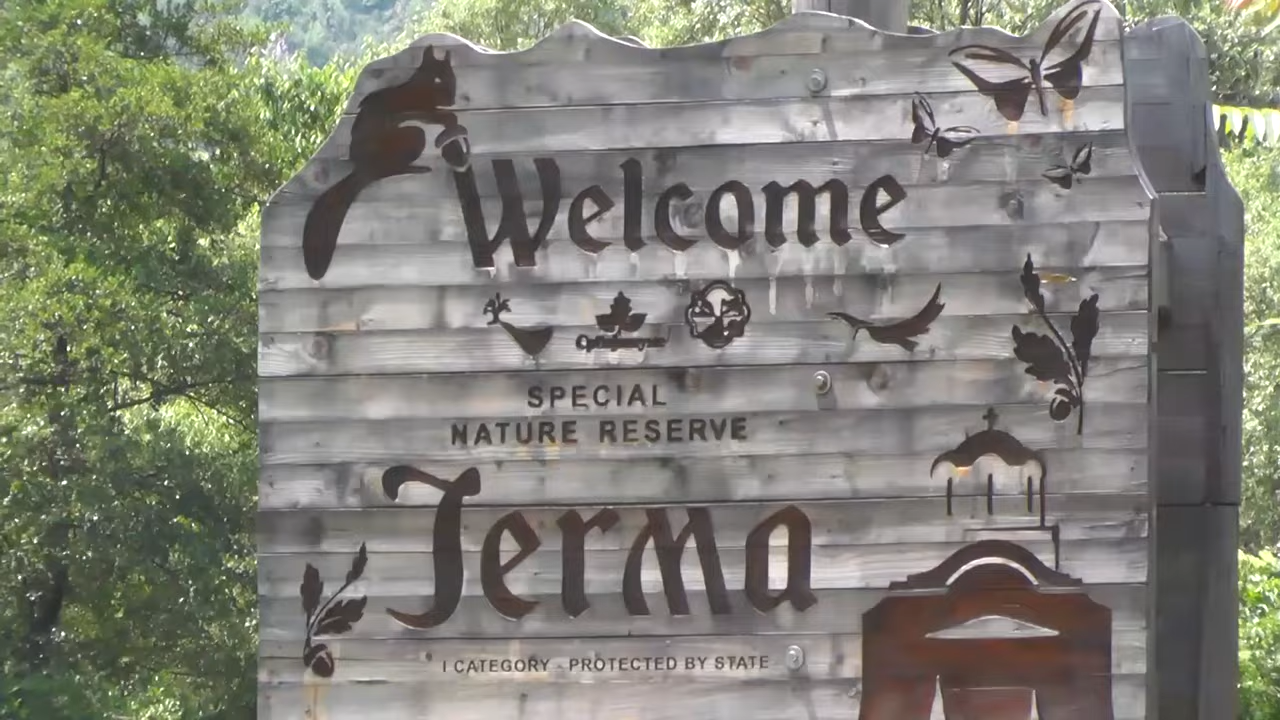 Welcome
SPECIAL
NATURE RESERVE
Jerma
I CATEGORY - PROTECTED BY STATE